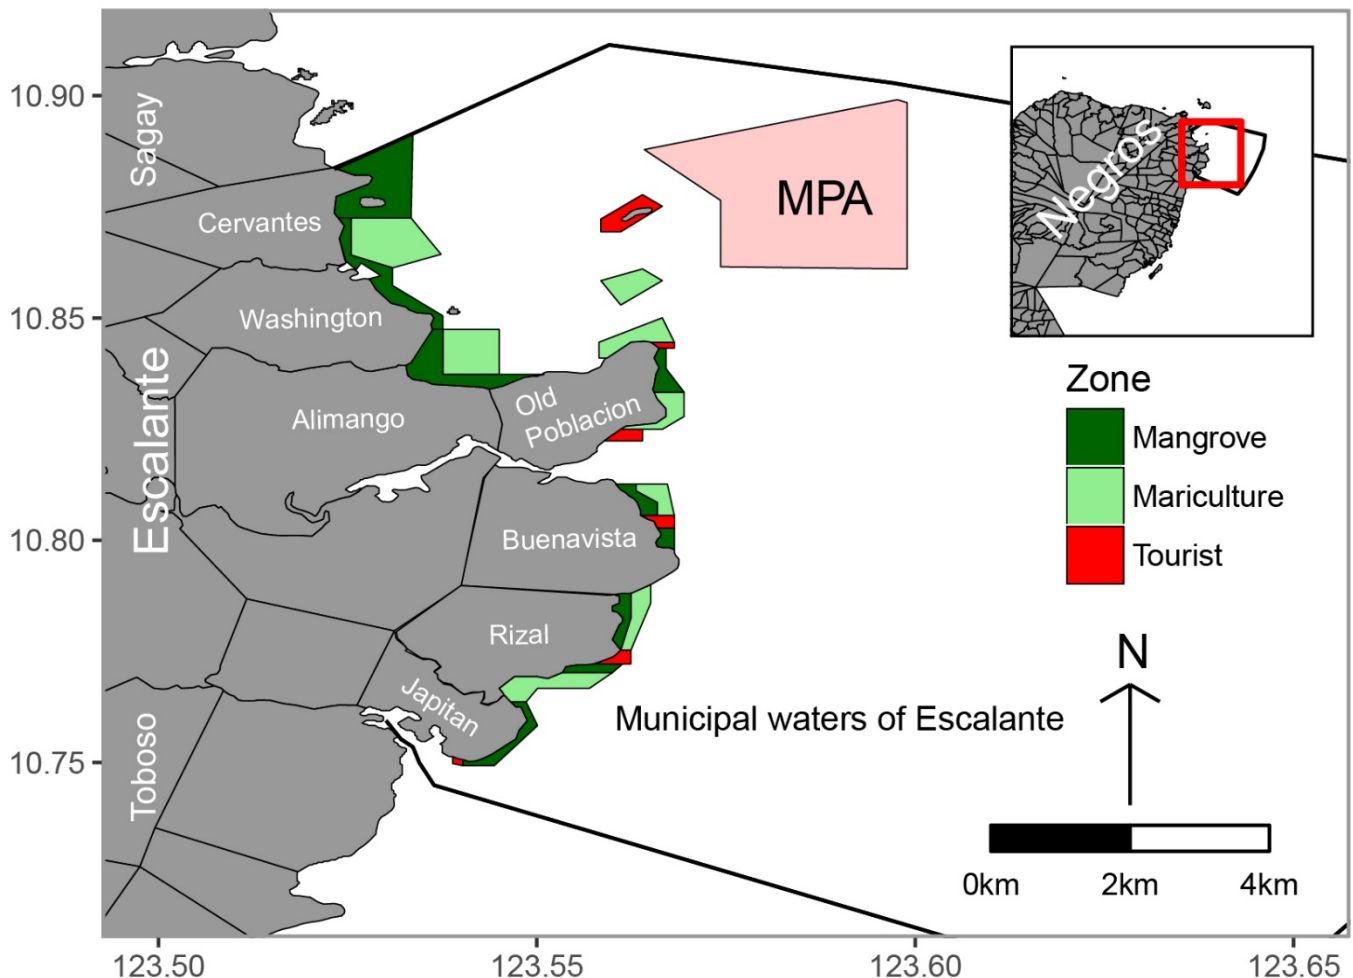 10.90
10.85
10.80
10.75
Sagay
Cervantes
Washington
Escalante
Alimango
Old
Poblacion
Buenavista
Rizal
Japitan
Toboso
MPA
Negros
Zone
Mangrove
Mariculture
Tourist
N
Municipal waters of Escalante
0km 2km 4km
123.50 123.55 123.60 123.65